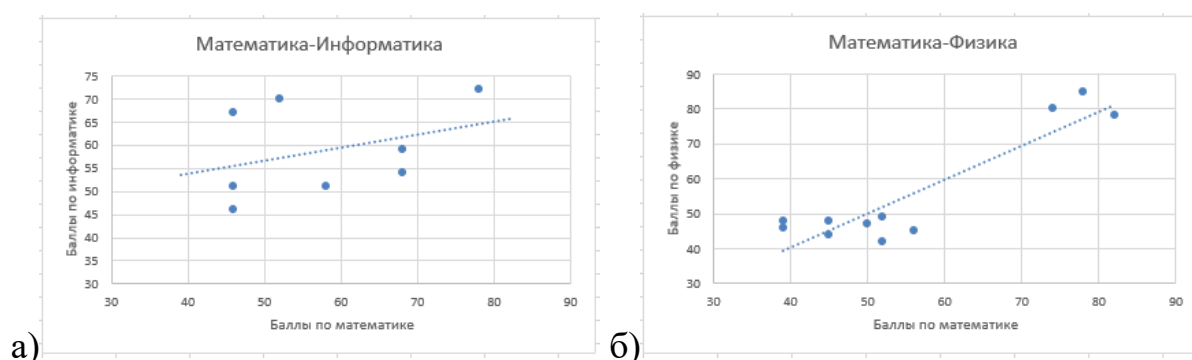 Математика-Информатика
Баллы по информатике
75
70
65
60
55
50
45
40
35
30
30 40 50 60 70 80 90
Баллы по математике
а)
Математика-Физика
Баллы по физике
90
80
70
60
50
40
30
30 40 50 60 70 80 90
Баллы по математике
б)